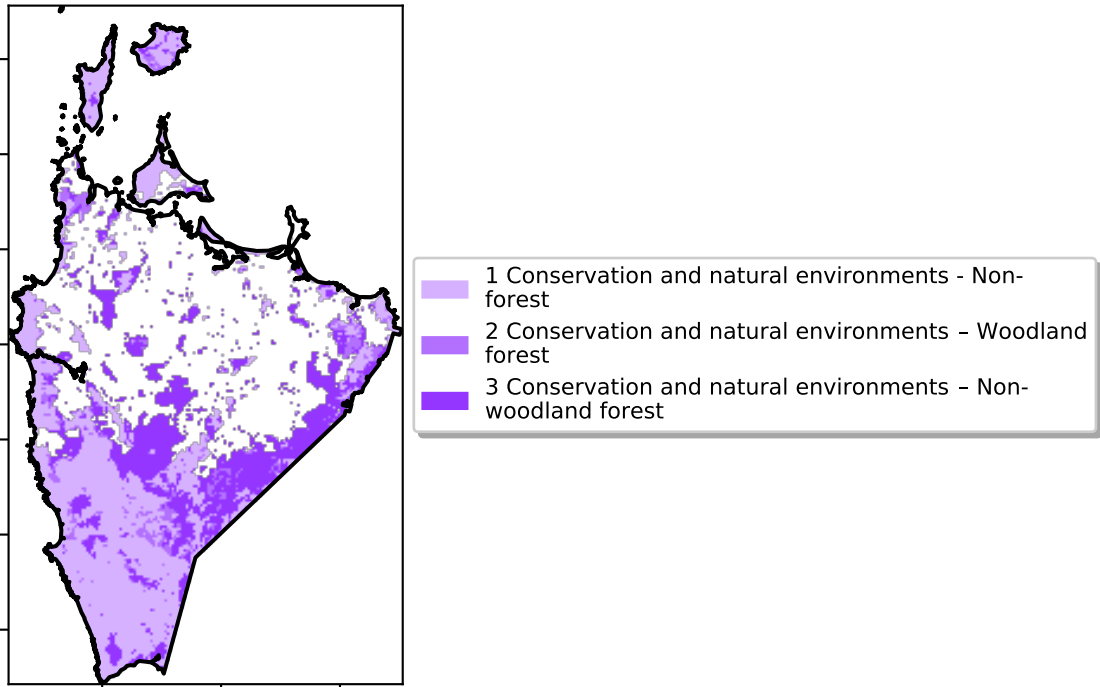 1 Conservation and natural environments - Non-
forest
2 Conservation and natural environments – Woodland
forest
3 Conservation and natural environments – Non-
woodland forest